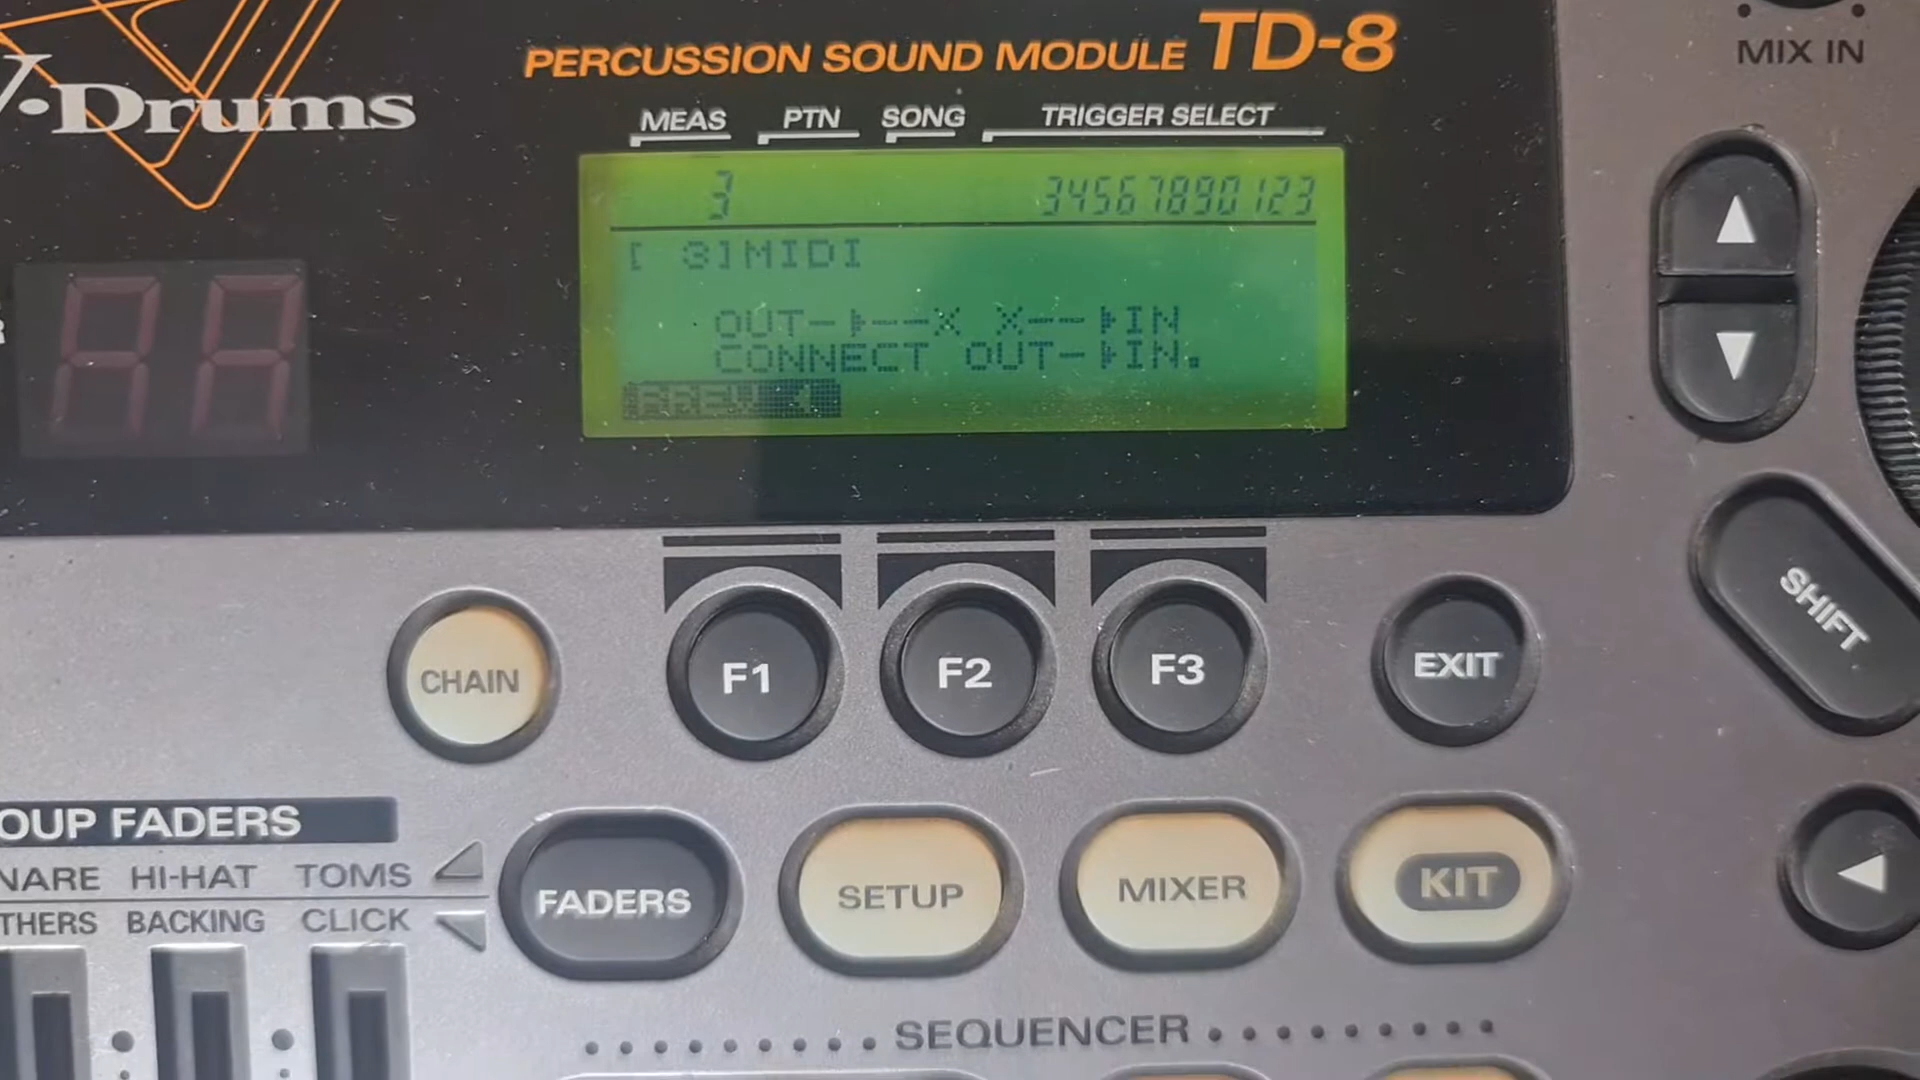 MIX IN
PERCUSSION SOUND MODULE TD-8
V-Drums
MEAS PTN SONG TRIGGER SELECT
3 34567890123
[ 3]MIDI
OUT X X IN
CONNECT OUT IN.
CHAIN F1 F2 F3 EXIT SHIFT
OUP FADERS
NARE HI-HAT TOMS
THERS BACKING CLICK
FADERS SETUP MIXER KIT
SEQUENCER